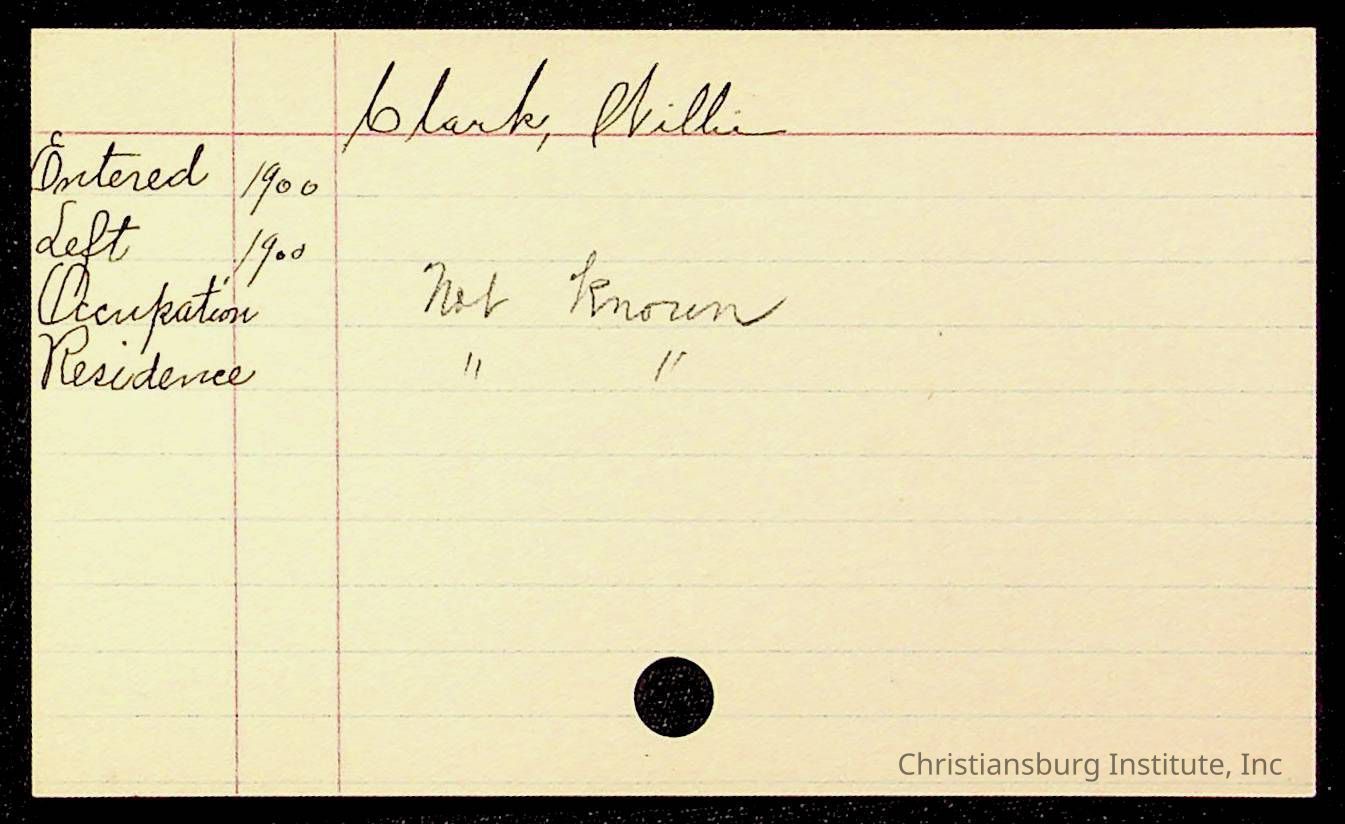 Clark, Willie
Entered 1900
Left 1900
Occupation Not Known
Residence " "
Christiansburg Institute, Inc